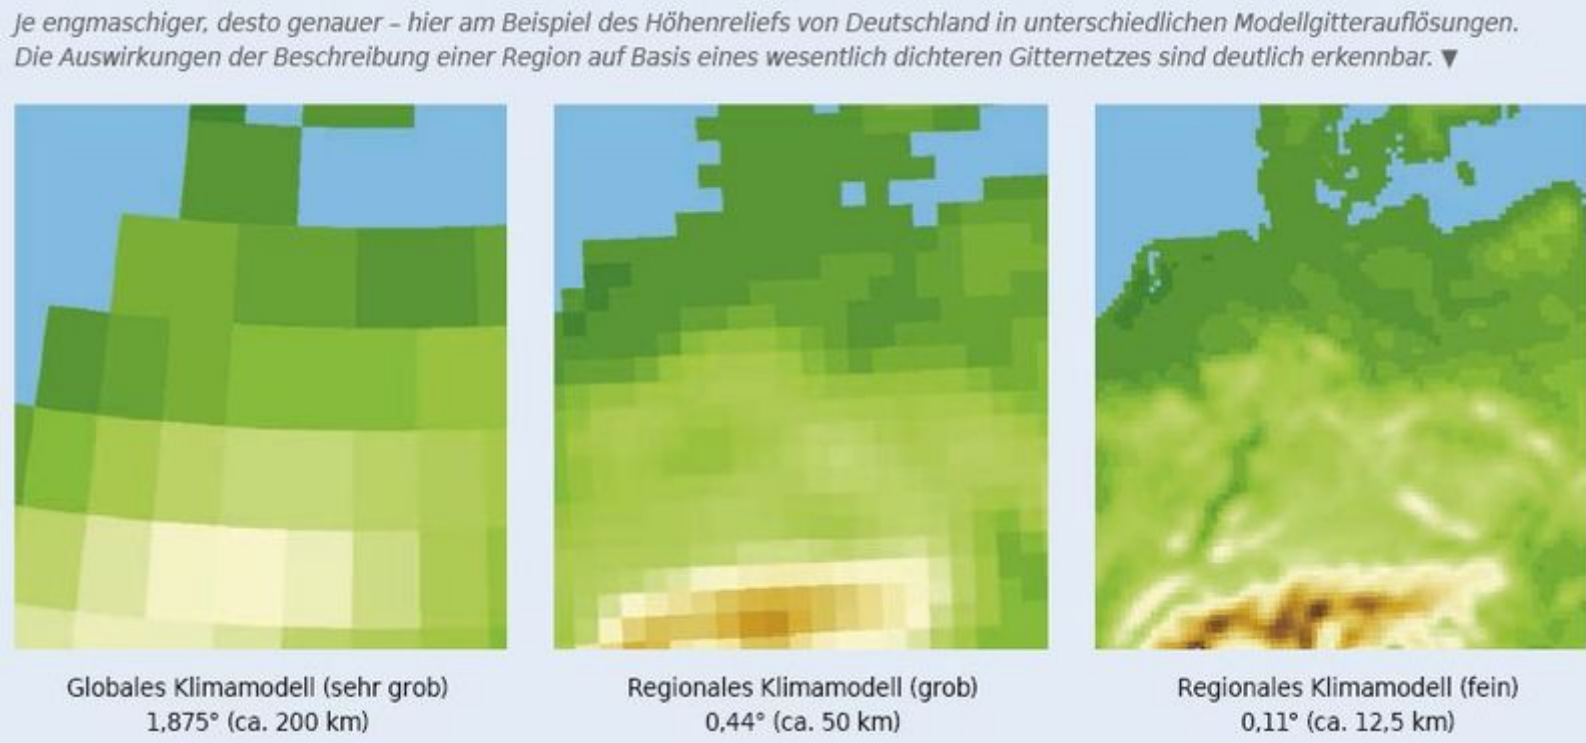 Je engmaschiger, desto genauer – hier am Beispiel des Höhenreliefs von Deutschland in unterschiedlichen Modellgitterauflösungen.
Die Auswirkungen der Beschreibung einer Region auf Basis eines wesentlich dichteren Gitternetzes sind deutlich erkennbar. ▼
Globales Klimamodell (sehr grob)
1,875° (ca. 200 km)
Regionales Klimamodell (grob)
0,44° (ca. 50 km)
Regionales Klimamodell (fein)
0,11° (ca. 12,5 km)